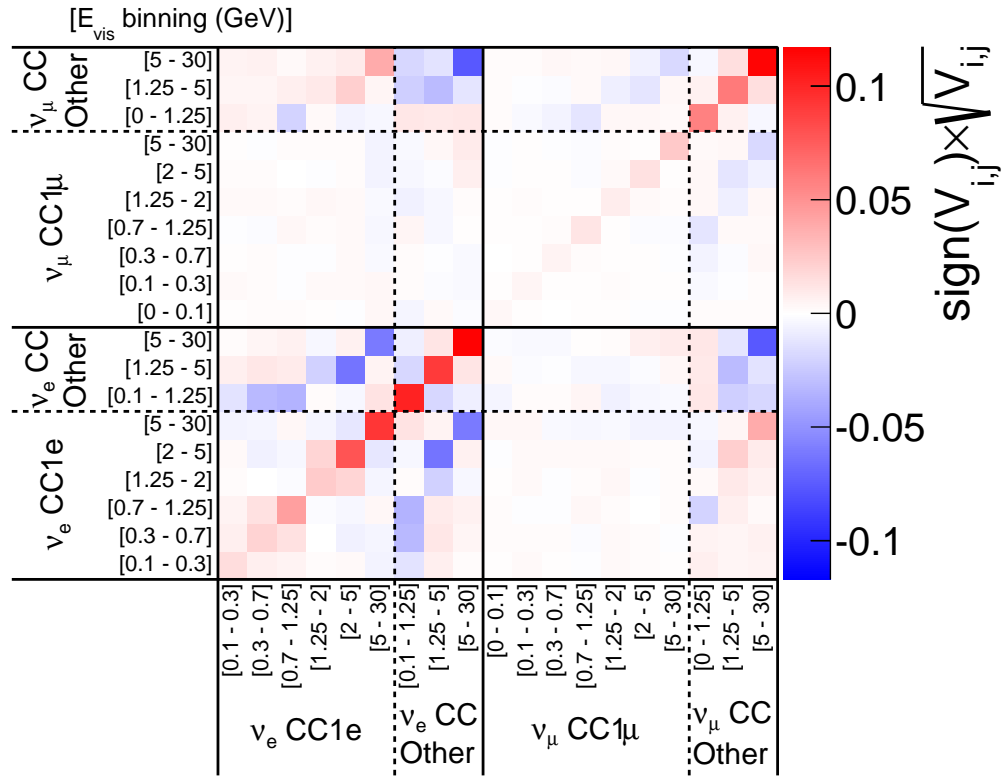 [E_vis binning (GeV)]
ν_μ CC Other
[5 - 30]
[1.25 - 5]
[0 - 1.25]
ν_μ CC1μ
[5 - 30]
[2 - 5]
[1.25 - 2]
[0.7 - 1.25]
[0.3 - 0.7]
[0.1 - 0.3]
[0 - 0.1]
ν_e CC Other
[5 - 30]
[1.25 - 5]
[0.1 - 1.25]
ν_e CC1e
[5 - 30]
[2 - 5]
[1.25 - 2]
[0.7 - 1.25]
[0.3 - 0.7]
[0.1 - 0.3]
[0.1 - 0.3]
[0.3 - 0.7]
[0.7 - 1.25]
[1.25 - 2]
[2 - 5]
[5 - 30]
[0.1 - 1.25]
[1.25 - 5]
[5 - 30]
[0 - 0.1]
[0.1 - 0.3]
[0.3 - 0.7]
[0.7 - 1.25]
[1.25 - 2]
[2 - 5]
[5 - 30]
[0 - 1.25]
[1.25 - 5]
[5 - 30]
ν_e CC1e
ν_e CC
Other
ν_μ CC1μ
ν_μ CC
Other
0.1
0.05
0
-0.05
-0.1
sign(V_i,j)×√V_i,j